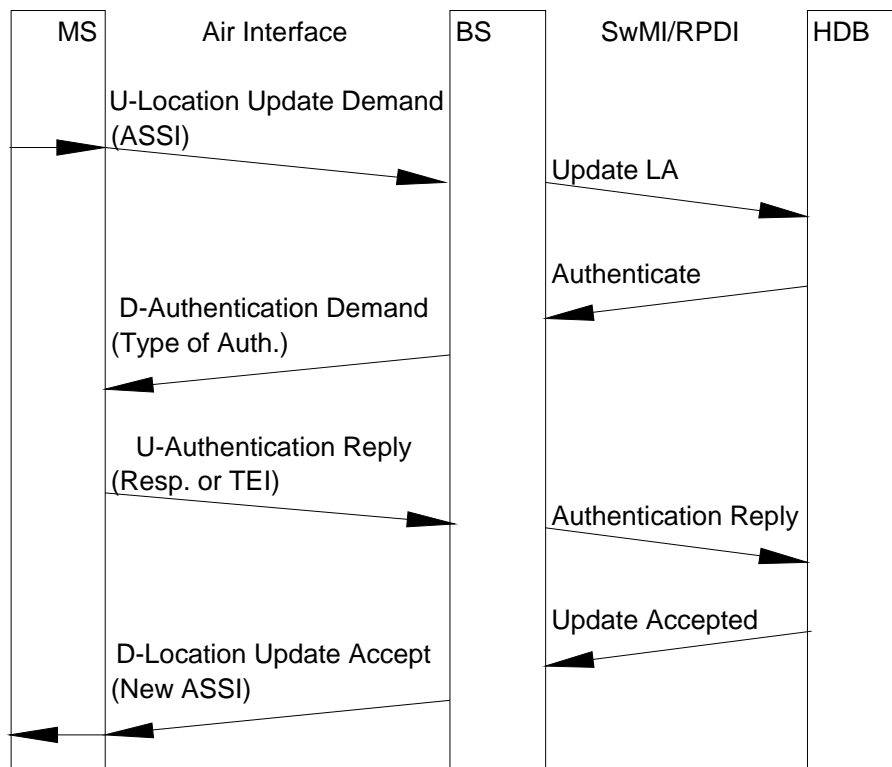 MS Air Interface BS SwMI/RPDI HDB
U-Location Update Demand
(ASSI)
Update LA
Authenticate
D-Authentication Demand
(Type of Auth.)
U-Authentication Reply
(Resp. or TEI)
Authentication Reply
Update Accepted
D-Location Update Accept
(New ASSI)